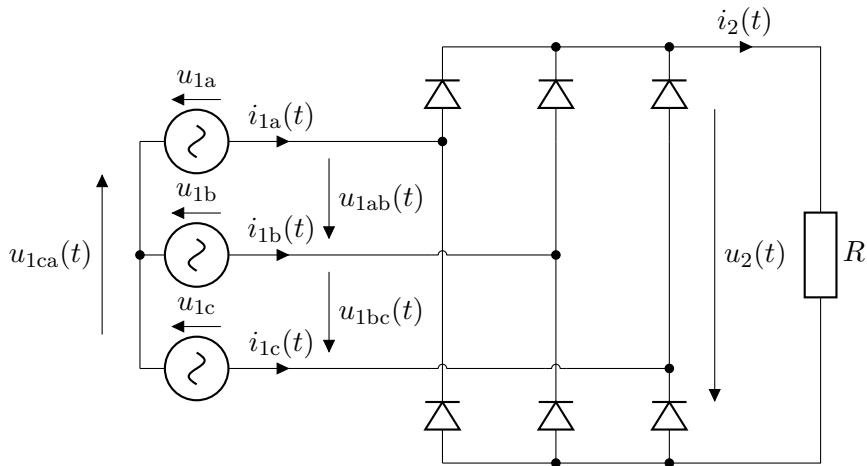 i₂(t)
u₁ₐ
i₁ₐ(t)
u₁ₐb(t)
u₁b
i₁b(t)
u₁cₐ(t)
u₂(t)
R
u₁bc(t)
u₁c
i₁c(t)